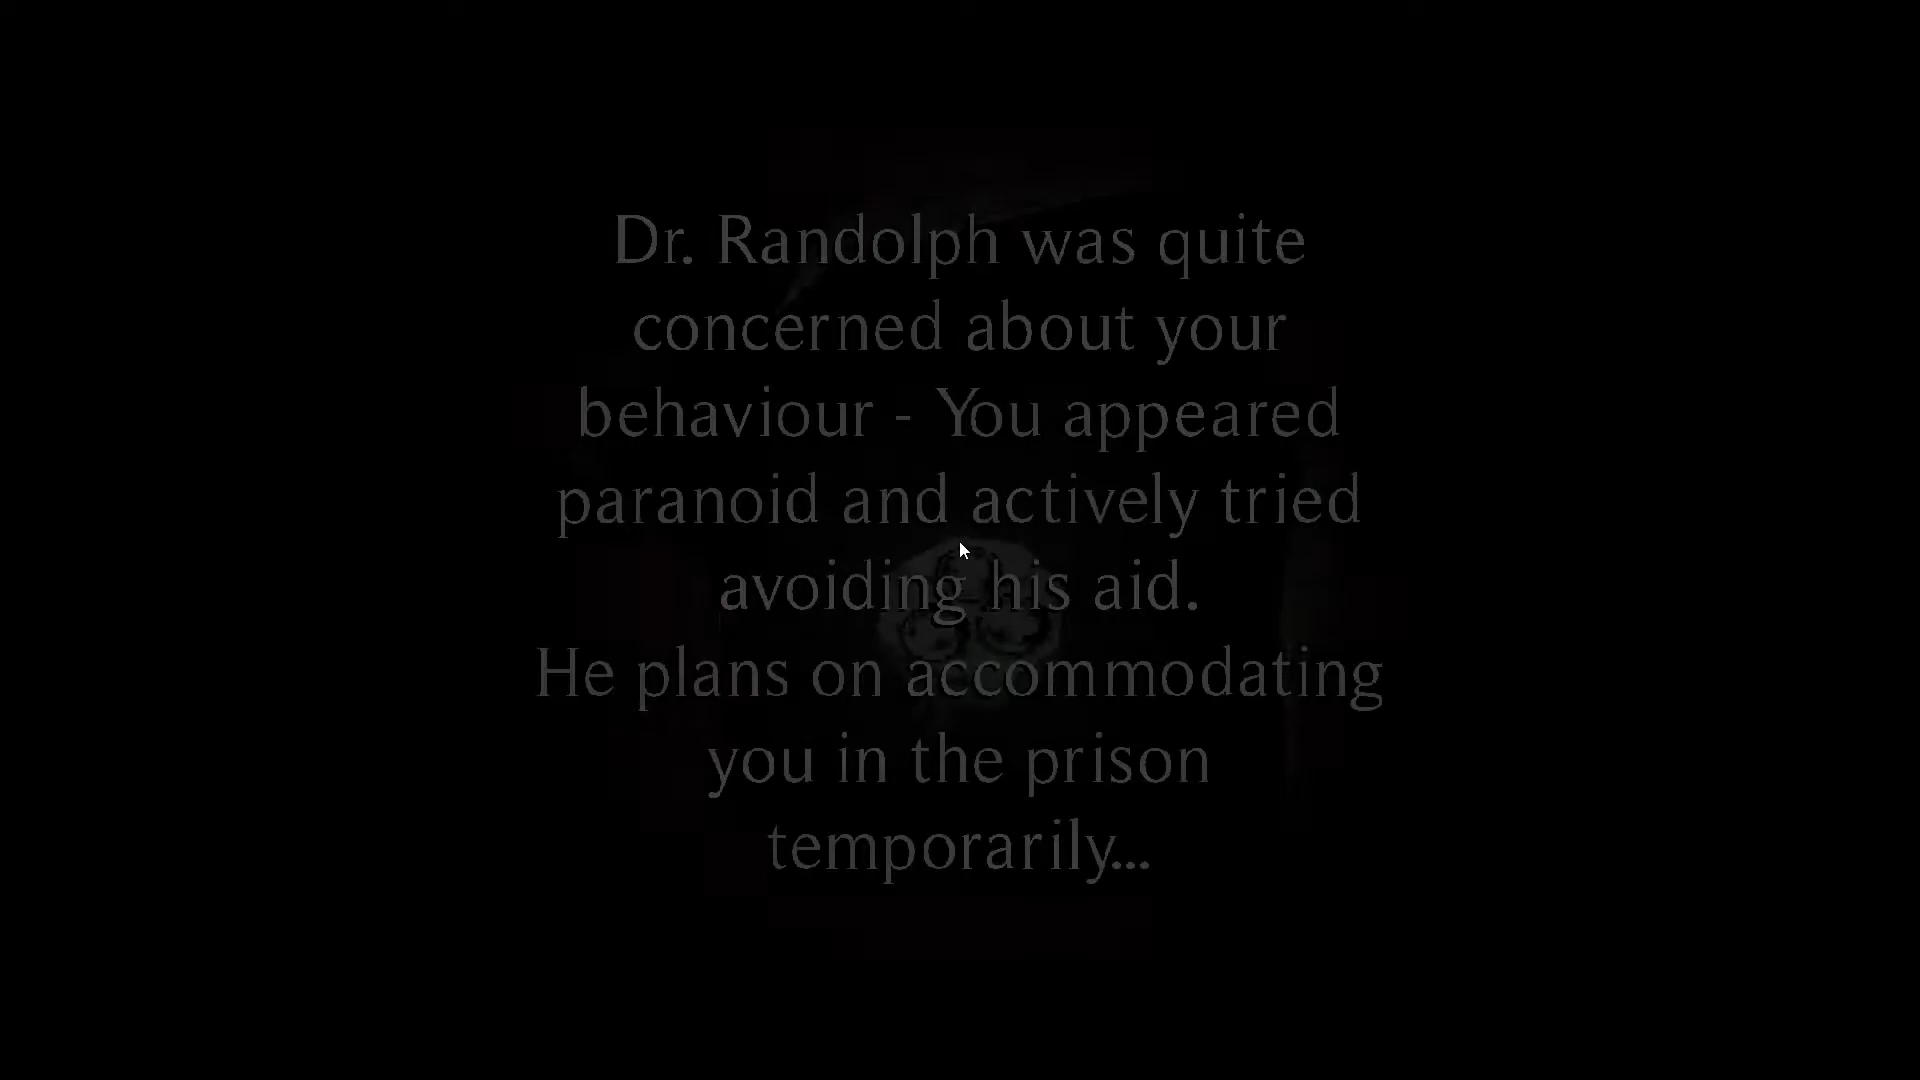 Dr. Randolph was quite
concerned about your
behaviour - You appeared
paranoid and actively tried
avoiding his aid.
He plans on accommodating
you in the prison
temporarily...